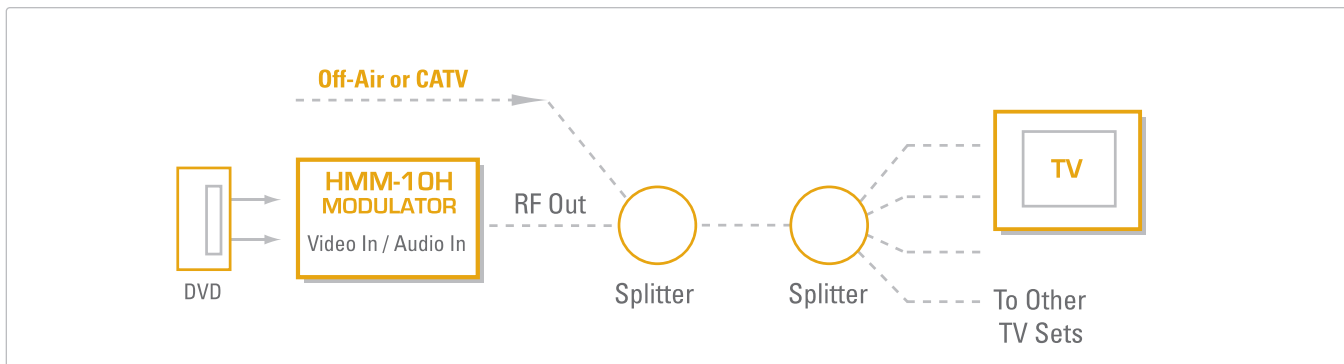 Off-Air or CATV
HMM-10H
MODULATOR
Video In / Audio In
DVD
RF Out
Splitter
Splitter
TV
To Other
TV Sets